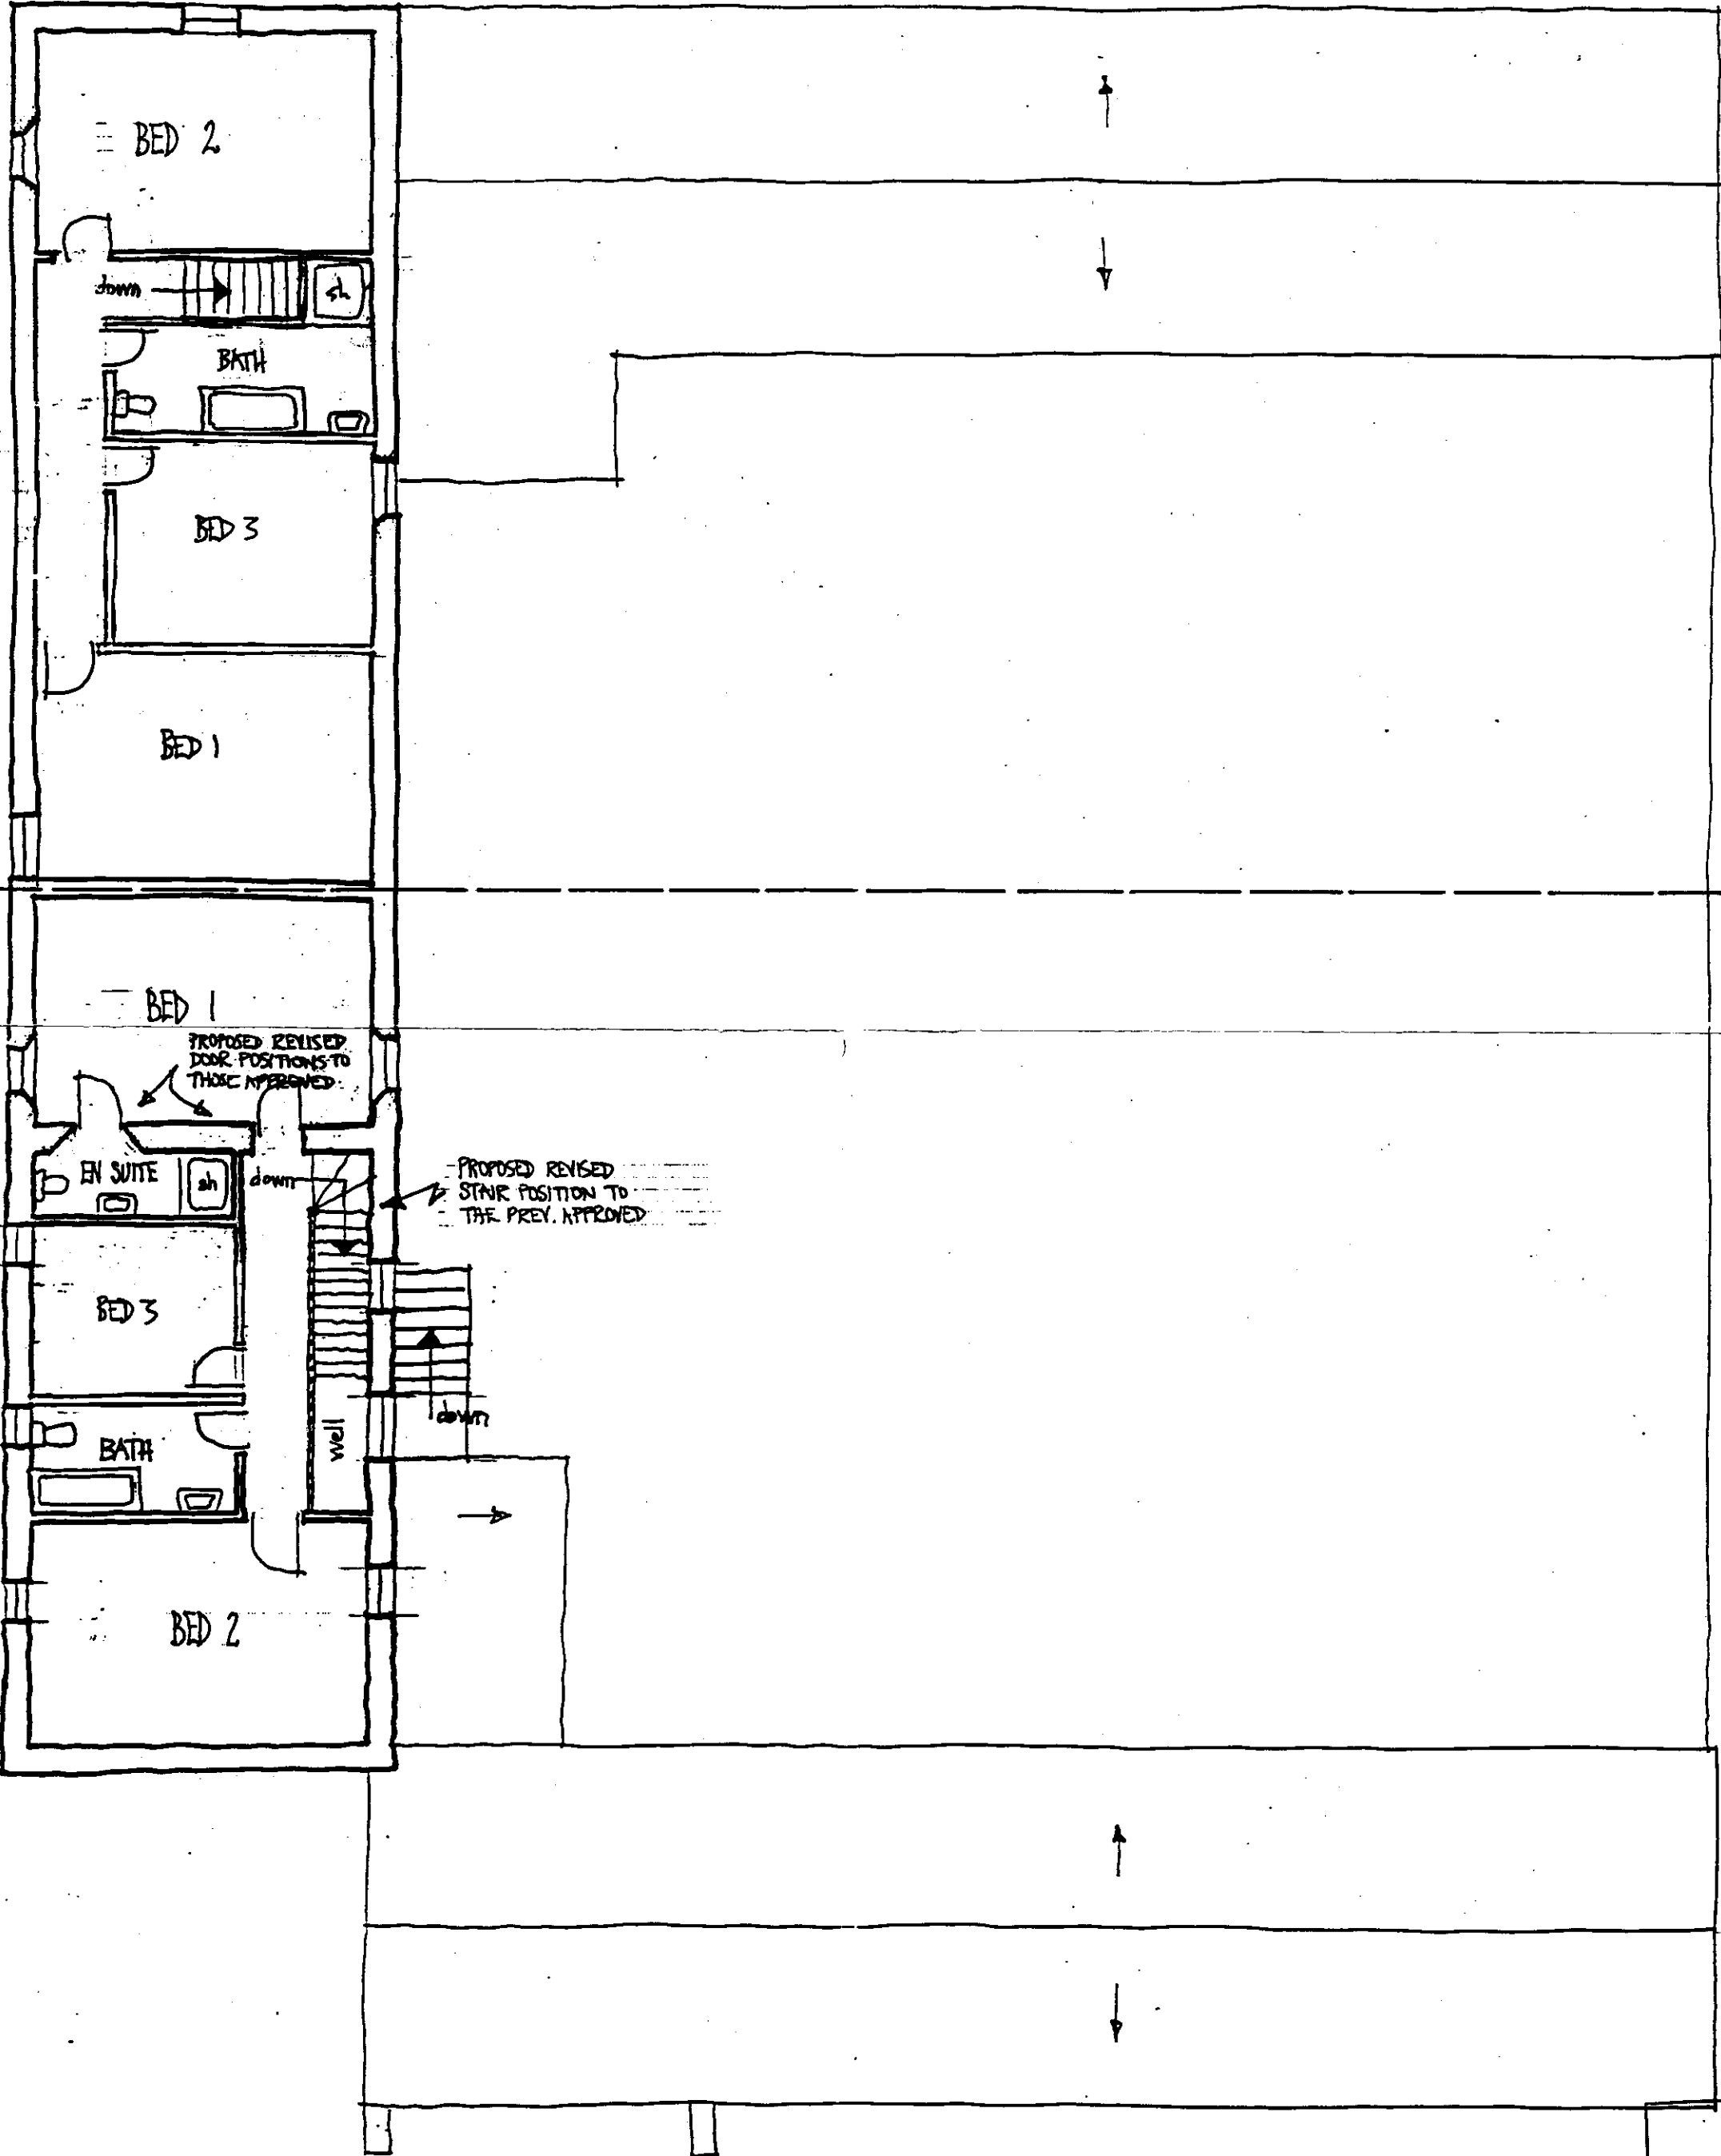 BED 2
down
sh
BATH
BED 3
BED 1
BED 1
PROPOSED REVISED
DOOR POSITIONS TO
THOSE APPROVED
EN SUITE
sh
down
PROPOSED REVISED
STAIR POSITION TO
THE PREV. APPROVED
BED 3
down
well
BATH
BED 2